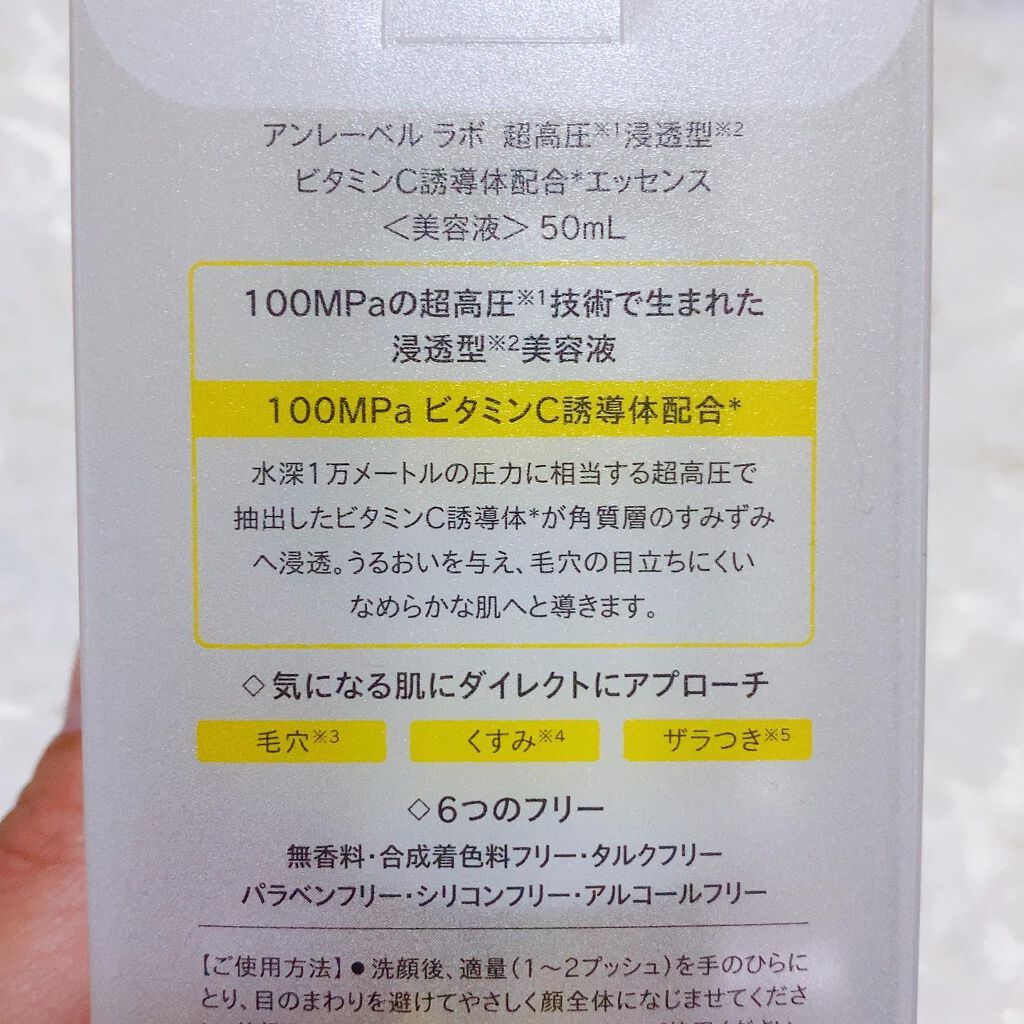 アンレーベル ラボ 超高圧※1浸透型※2
ビタミンC誘導体配合*エッセンス
＜美容液＞50mL
100MPaの超高圧※1技術で生まれた
浸透型※2美容液
100MPa ビタミンC誘導体配合*
水深1万メートルの圧力に相当する超高圧で
抽出したビタミンC誘導体*が角質層のすみずみ
へ浸透。うるおいを与え、毛穴の目立ちにくい
なめらかな肌へと導きます。
◇気になる肌にダイレクトにアプローチ
毛穴※3 くすみ※4 ザラつき※5
◇6つのフリー
無香料・合成着色料フリー・タルクフリー
パラベンフリー・シリコンフリー・アルコールフリー
【ご使用方法】●洗顔後、適量（1～2プッシュ）を手のひらに
とり、目のまわりを避けてやさしく顔全体になじませてくださ